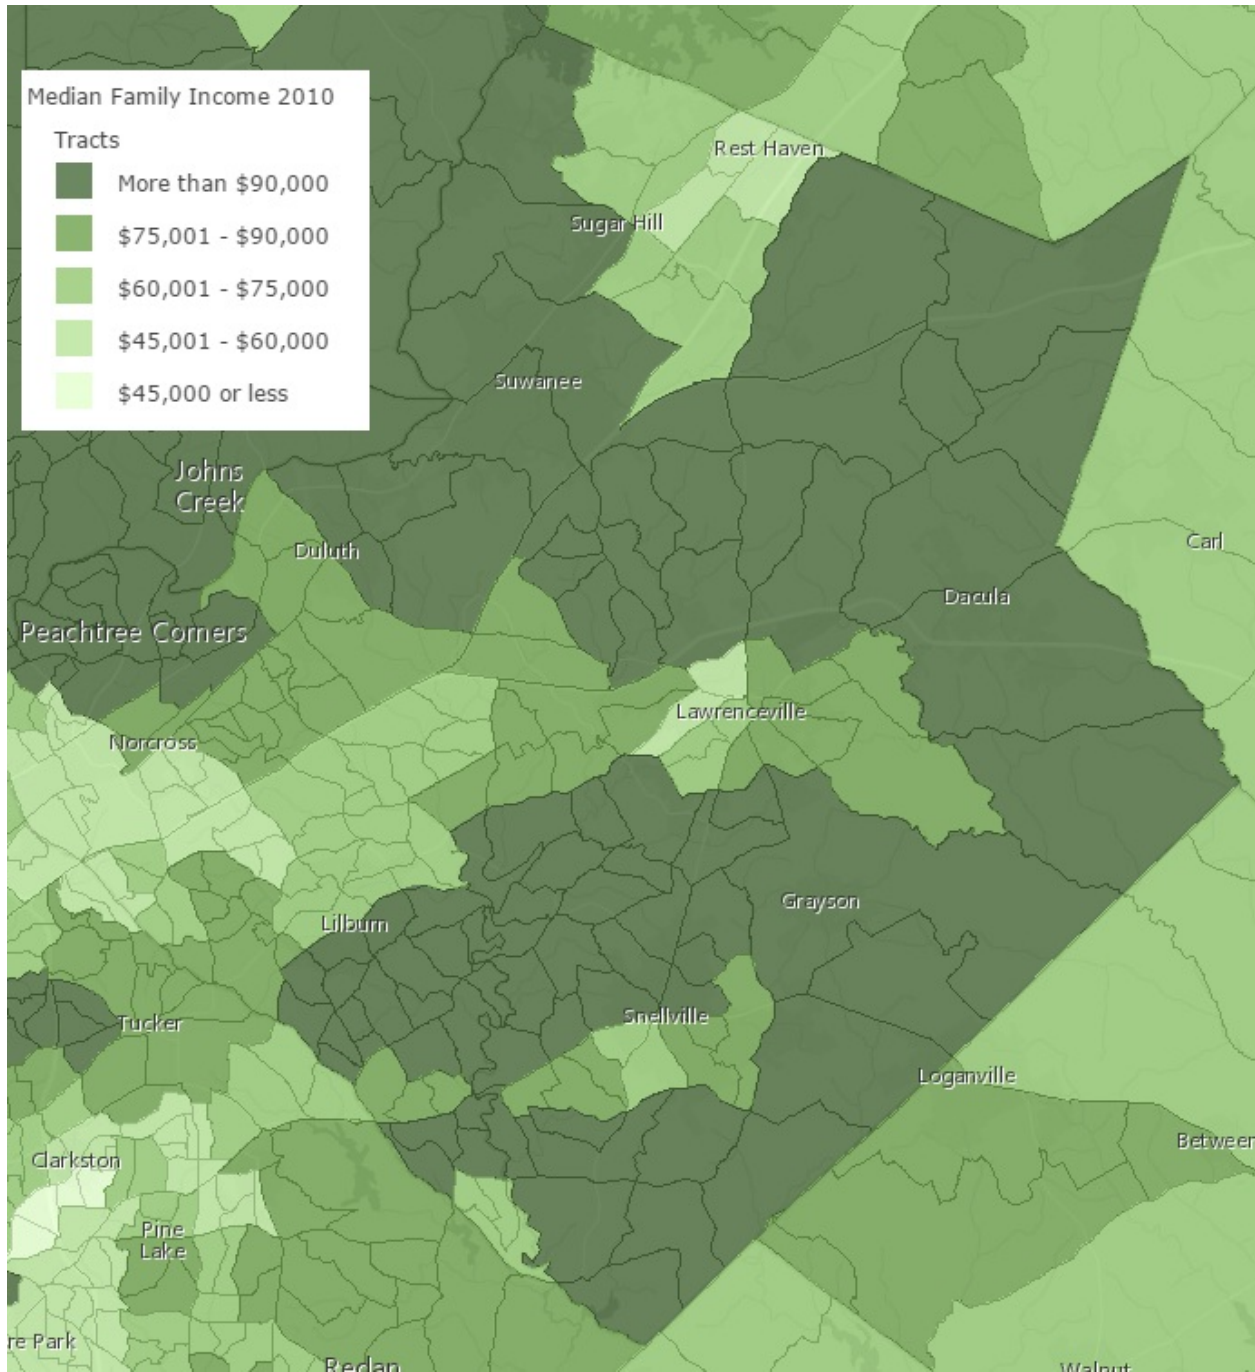 Median Family Income 2010
Tracts
More than $90,000
$75,001 - $90,000
$60,001 - $75,000
$45,001 - $60,000
$45,000 or less
Rest Haven
Sugar Hill
Suwanee
Johns
Creek
Duluth
Carl
Dacula
Peachtree Corners
Lawrenceville
Norcross
Grayson
Lilburn
Snellville
Tucker
Loganville
Between
Clarkston
Pine
Lake
re Park
Redan
Walnut